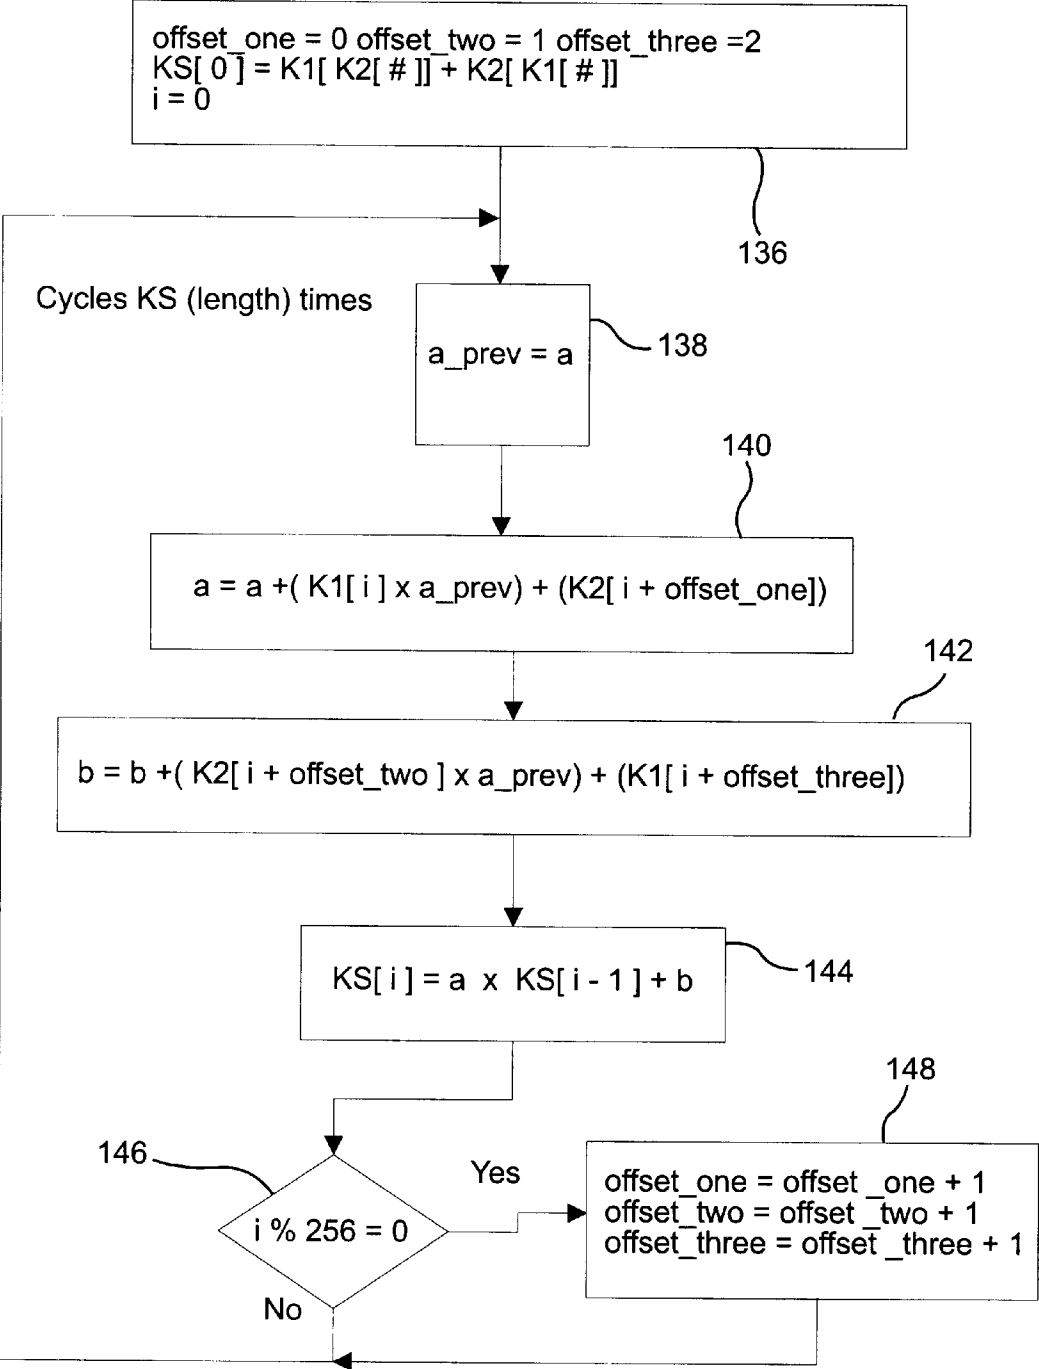 offset_one = 0 offset_two = 1 offset_three =2
KS[ 0 ] = K1[ K2[ # ]] + K2[ K1[ # ]]
i = 0
136
Cycles KS (length) times
a_prev = a
138
140
a = a +( K1[ i ] x a_prev) + (K2[ i + offset_one])
142
b = b +( K2[ i + offset_two ] x a_prev) + (K1[ i + offset_three])
KS[ i ] = a x KS[ i - 1 ] + b
144
148
146
Yes
i % 256 = 0
offset_one = offset _one + 1
offset_two = offset _two + 1
offset_three = offset _three + 1
No